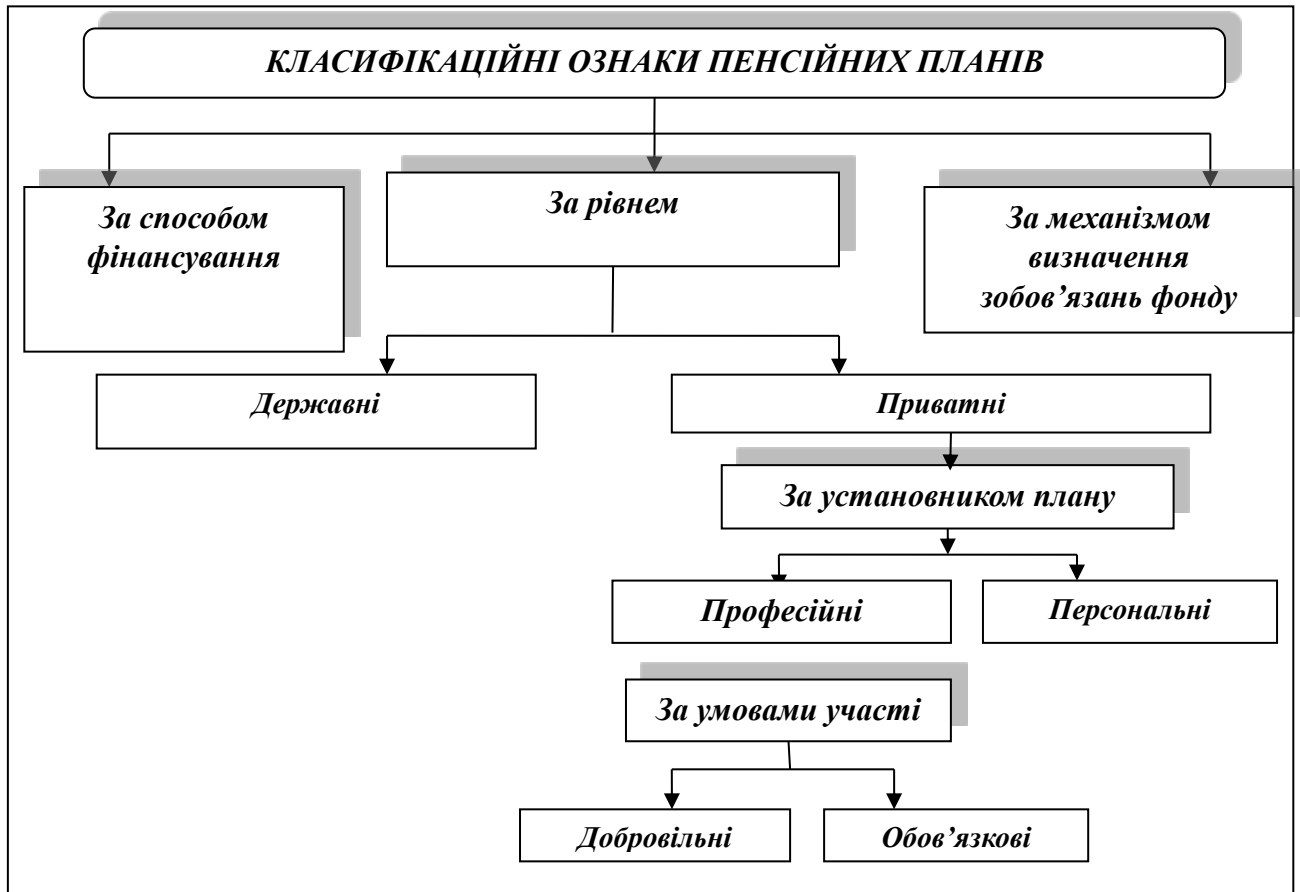 КЛАСИФІКАЦІЙНІ ОЗНАКИ ПЕНСІЙНИХ ПЛАНІВ
За способом
фінансування
За рівнем
За механізмом
визначення
зобов’язань фонду
Державні
Приватні
За установником плану
Професійні
Персональні
За умовами участі
Добровільні
Обов’язкові